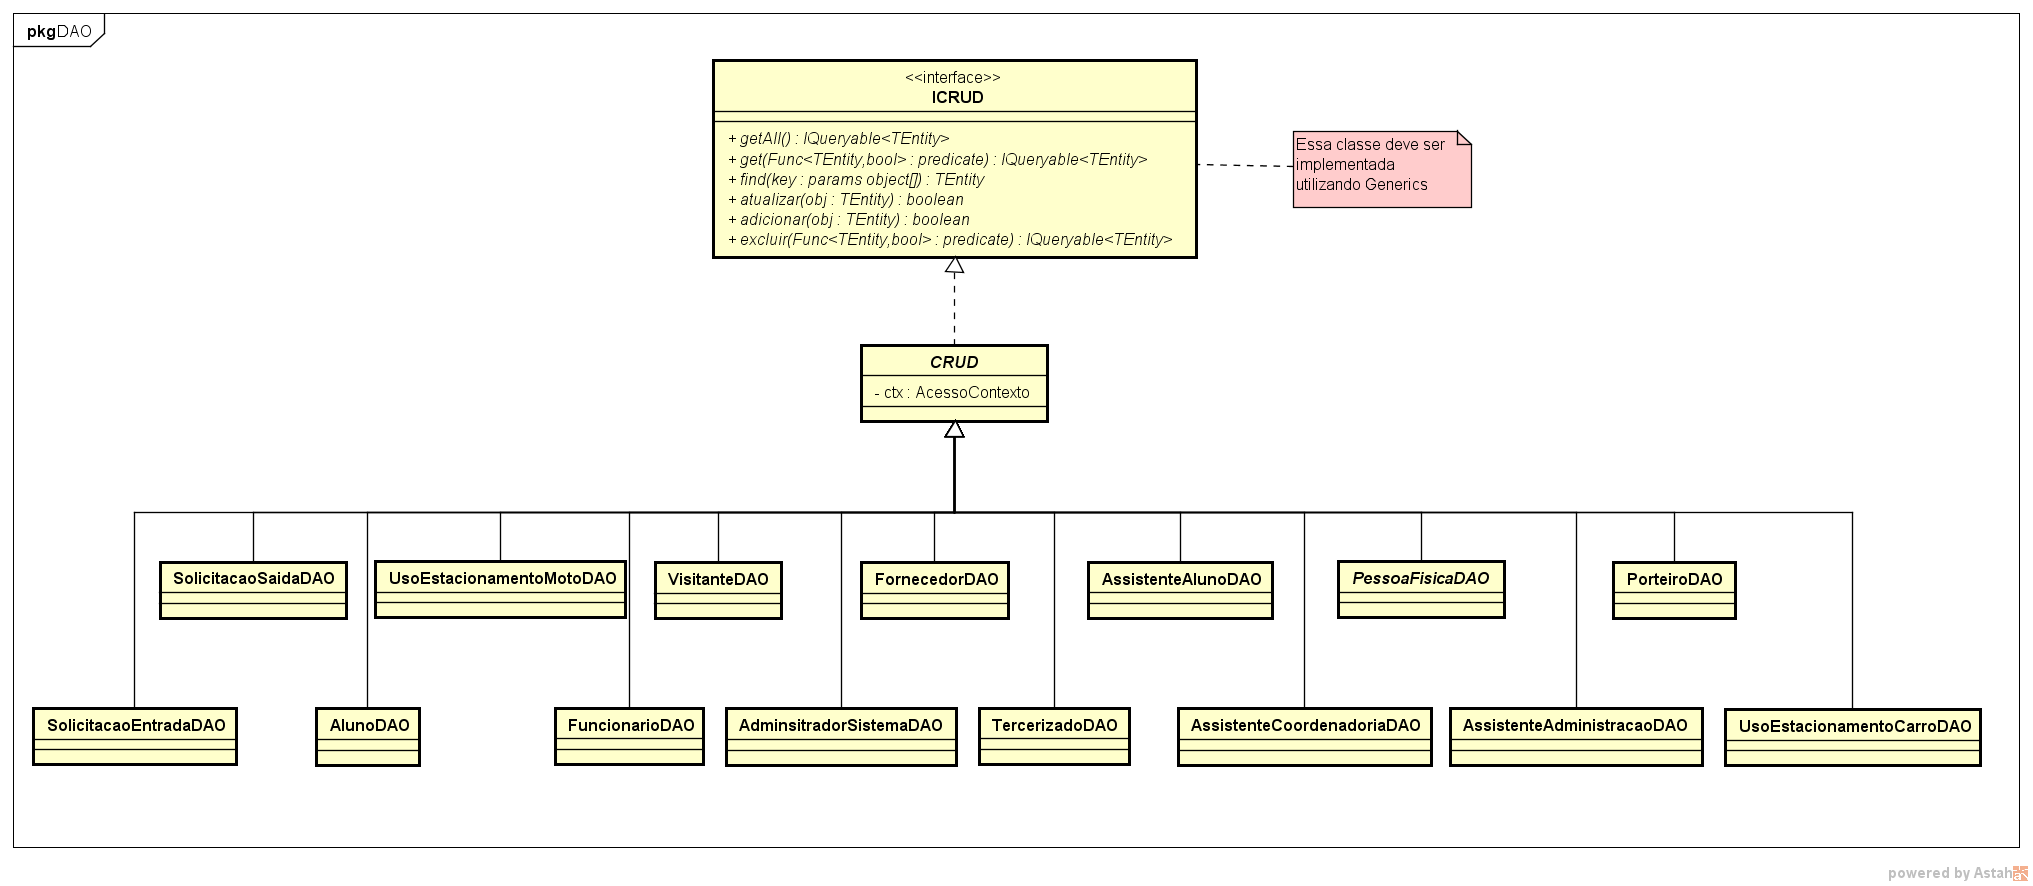 pkgDAO
<<interface>>
ICRUD
+ getAll() : IQueryable<TEntity>
+ get(Func<TEntity,bool> : predicate) : IQueryable<TEntity>
+ find(key : params object[]) : TEntity
+ atualizar(obj : TEntity) : boolean
+ adicionar(obj : TEntity) : boolean
+ excluir(Func<TEntity,bool> : predicate) : IQueryable<TEntity>
Essa classe deve ser
implementada
utilizando Generics
CRUD
- ctx : AcessoContexto
SolicitacaoSaidaDAO
UsoEstacionamentoMotoDAO
VisitanteDAO
FornecedorDAO
AssistenteAlunoDAO
PessoaFisicaDAO
PorteiroDAO
SolicitacaoEntradaDAO
AlunoDAO
FuncionarioDAO
AdminsitradorSistemaDAO
TercerizadoDAO
AssistenteCoordenadoriaDAO
AssistenteAdministracaoDAO
UsoEstacionamentoCarroDAO
powered by Astah